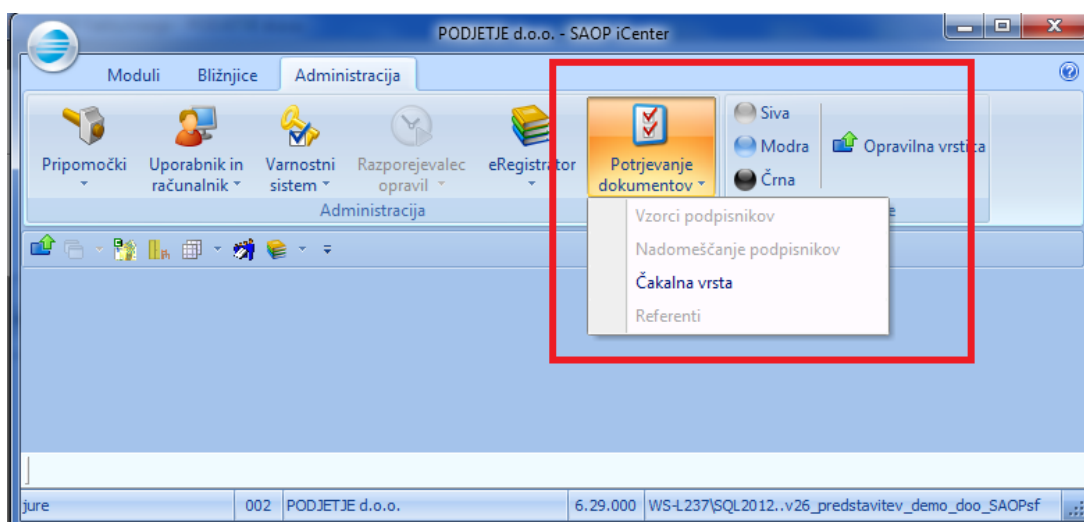 PODJETJE d.o.o. - SAOP iCenter
Moduli Bližnjice Administracija
Pripomočki
Uporabnik in računalnik
Varnostni sistem
Razporejevalec opravil
eRegistrator
Potrjevanje dokumentov
Siva
Modra
Črna
Opravilna vrstica
Administracija
Vzorci podpisnikov
Nadomeščanje podpisnikov
Čakalna vrsta
Referenti
jure 002 PODJETJE d.o.o. 6.29.000 WS-L237\SQL2012..v26_predstavitev_demo_doo_SAOPsf